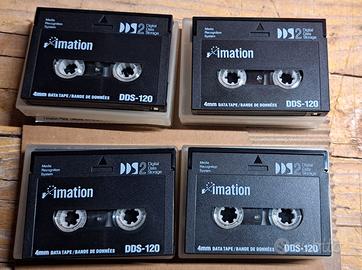 Media
Recognition
System
DDS2
Digital
Data
Storage
imation
4mm DATA TAPE/BANDE DE DONNÉES
DDS-120
Media
Recognition
System
DDS2
Digital
Data
Storage
imation
4mm DATA TAPE/BANDE DE DONNÉES
DDS-120
Media
Recognition
System
DDS2
Digital
Data
Storage
imation
4mm DATA TAPE/BANDE DE DONNÉES
DDS-120
Media
Recognition
System
DDS2
Digital
Data
Storage
imation
4mm DATA TAPE/BANDE DE DONNÉES
DDS-120